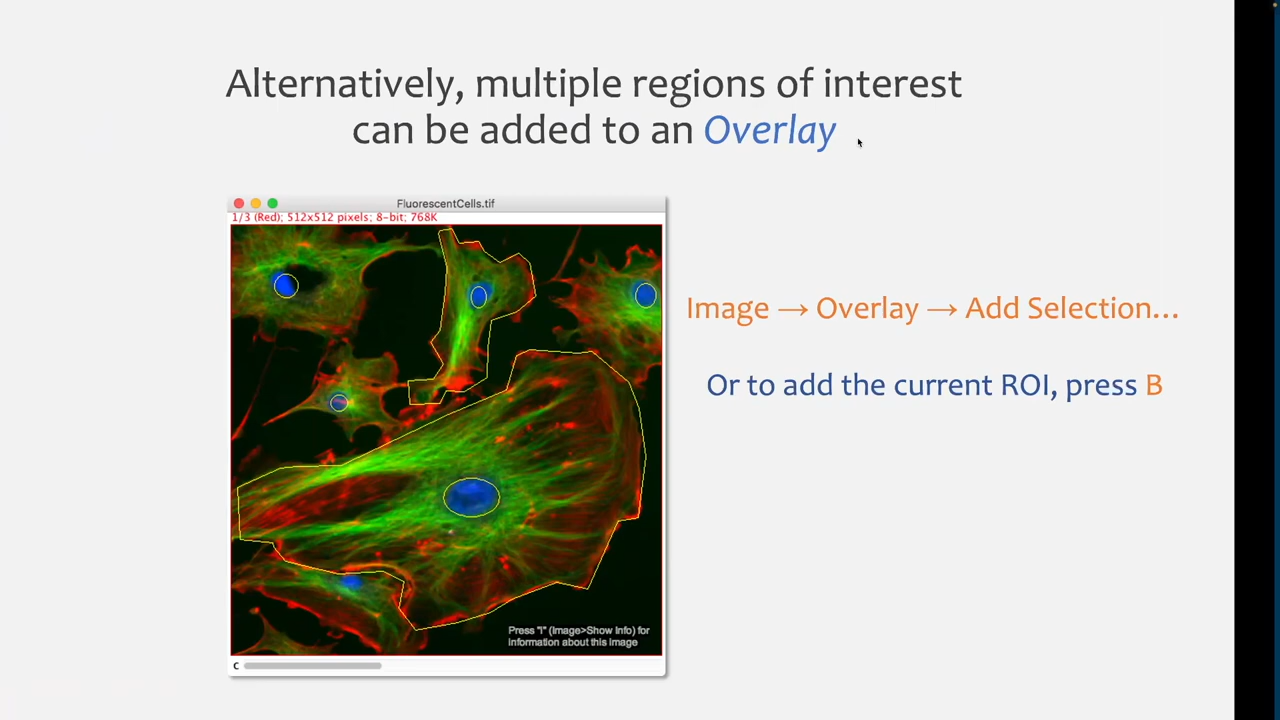 Alternatively, multiple regions of interest
can be added to an Overlay
FluorescentCells.tif
1/3 (Red); 512x512 pixels; 8-bit; 768K
Image → Overlay → Add Selection...
Or to add the current ROI, press B
Press "i" (Image>Show Info) for
information about this image
C